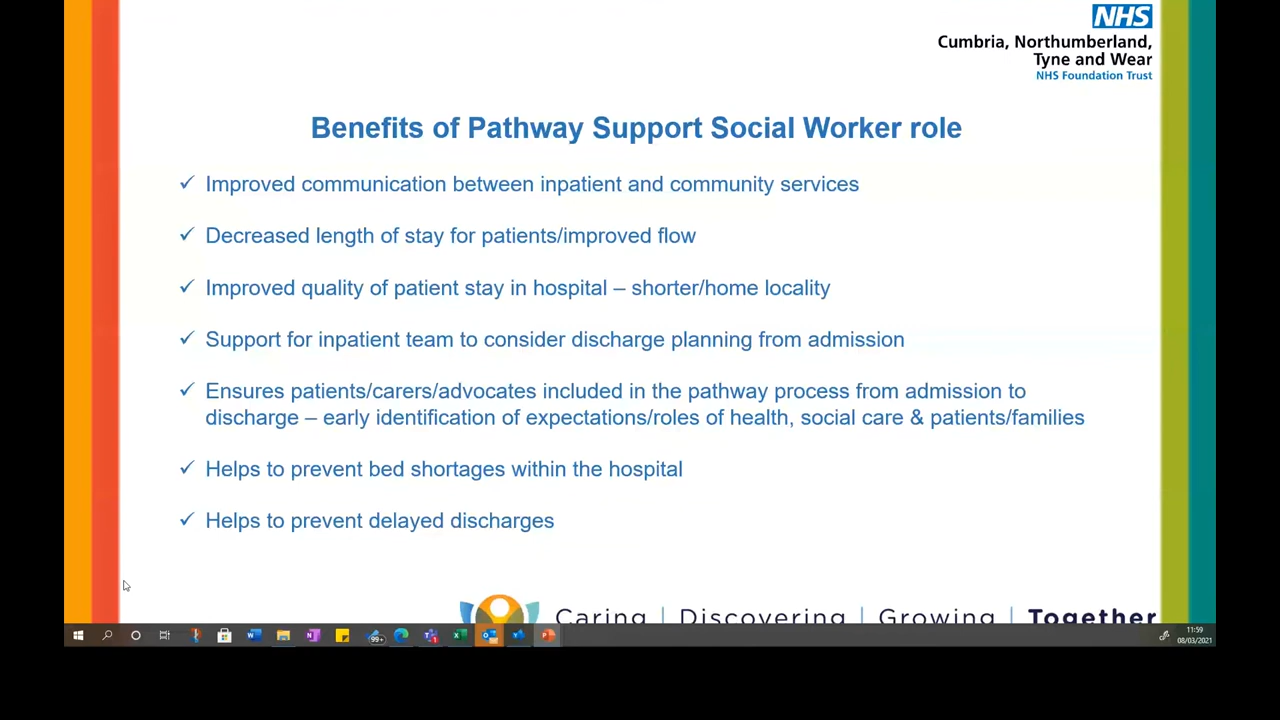 NHS
Cumbria, Northumberland,
Tyne and Wear
NHS Foundation Trust
Benefits of Pathway Support Social Worker role
✓ Improved communication between inpatient and community services
✓ Decreased length of stay for patients/improved flow
✓ Improved quality of patient stay in hospital – shorter/home locality
✓ Support for inpatient team to consider discharge planning from admission
✓ Ensures patients/carers/advocates included in the pathway process from admission to
discharge – early identification of expectations/roles of health, social care & patients/families
✓ Helps to prevent bed shortages within the hospital
✓ Helps to prevent delayed discharges
Caring | Discovering | Growing | Together
99+
11:59
08/03/2021